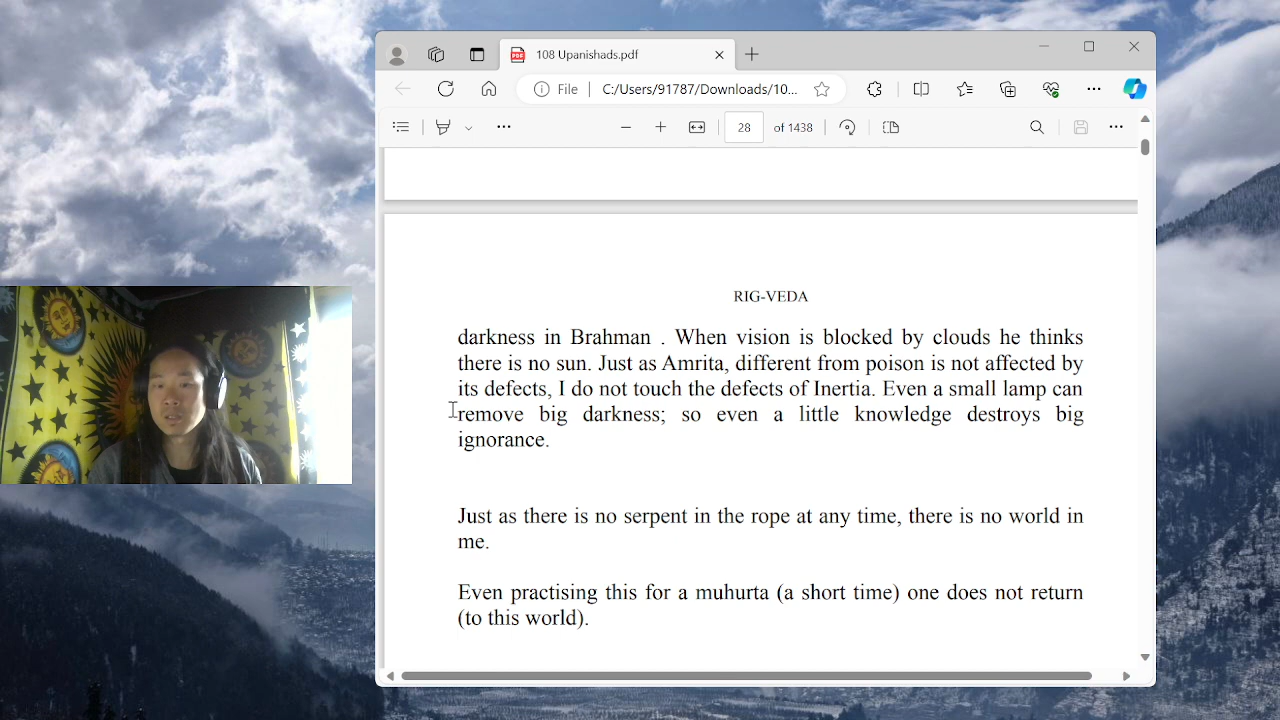 108 Upanishads.pdf
File
C:/Users/91787/Downloads/10...
28 of 1438
RIG-VEDA
darkness in Brahman . When vision is blocked by clouds he thinks
there is no sun. Just as Amrita, different from poison is not affected by
its defects, I do not touch the defects of Inertia. Even a small lamp can
remove big darkness; so even a little knowledge destroys big
ignorance.
Just as there is no serpent in the rope at any time, there is no world in
me.
Even practising this for a muhurta (a short time) one does not return
(to this world).